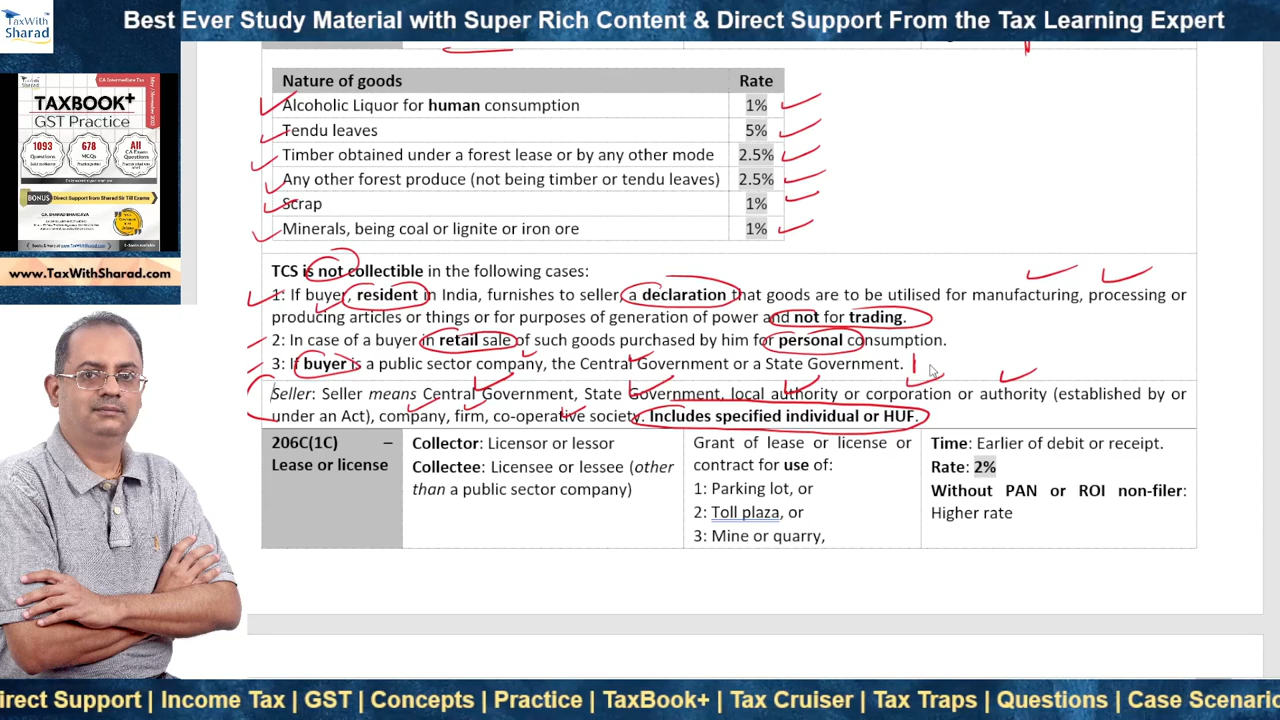 Best Ever Study Material with Super Rich Content & Direct Support From the Tax Learning Expert
TaxWith
Sharad
TAXBOOK+
GST Practice
1093
Questions
678
MCQs
All
CA Exam
Questions
BONUS
Direct Support from Sharad Sir Till Exams
www.TaxWithSharad.com
Nature of goods Rate
Alcoholic Liquor for human consumption 1%
Tendu leaves 5%
Timber obtained under a forest lease or by any other mode 2.5%
Any other forest produce (not being timber or tendu leaves) 2.5%
Scrap 1%
Minerals, being coal or lignite or iron ore 1%
TCS is not collectible in the following cases:
1: If buyer, resident in India, furnishes to seller, a declaration that goods are to be utilised for manufacturing, processing or
producing articles or things or for purposes of generation of power and not for trading.
2: In case of a buyer in retail sale of such goods purchased by him for personal consumption.
3: If buyer is a public sector company, the Central Government or a State Government.
Seller: Seller means Central Government, State Government, local authority or corporation or authority (established by or
under an Act), company, firm, co-operative society. Includes specified individual or HUF.
206C(1C) –
Lease or license
Collector: Licensor or lessor
Collectee: Licensee or lessee (other
than a public sector company)
Grant of lease or license or
contract for use of:
1: Parking lot, or
2: Toll plaza, or
3: Mine or quarry,
Time: Earlier of debit or receipt.
Rate: 2%
Without PAN or ROI non-filer:
Higher rate
irect Support | Income Tax | GST | Concepts | Practice | TaxBook+ | Tax Cruiser | Tax Traps | Questions | Case Scenario